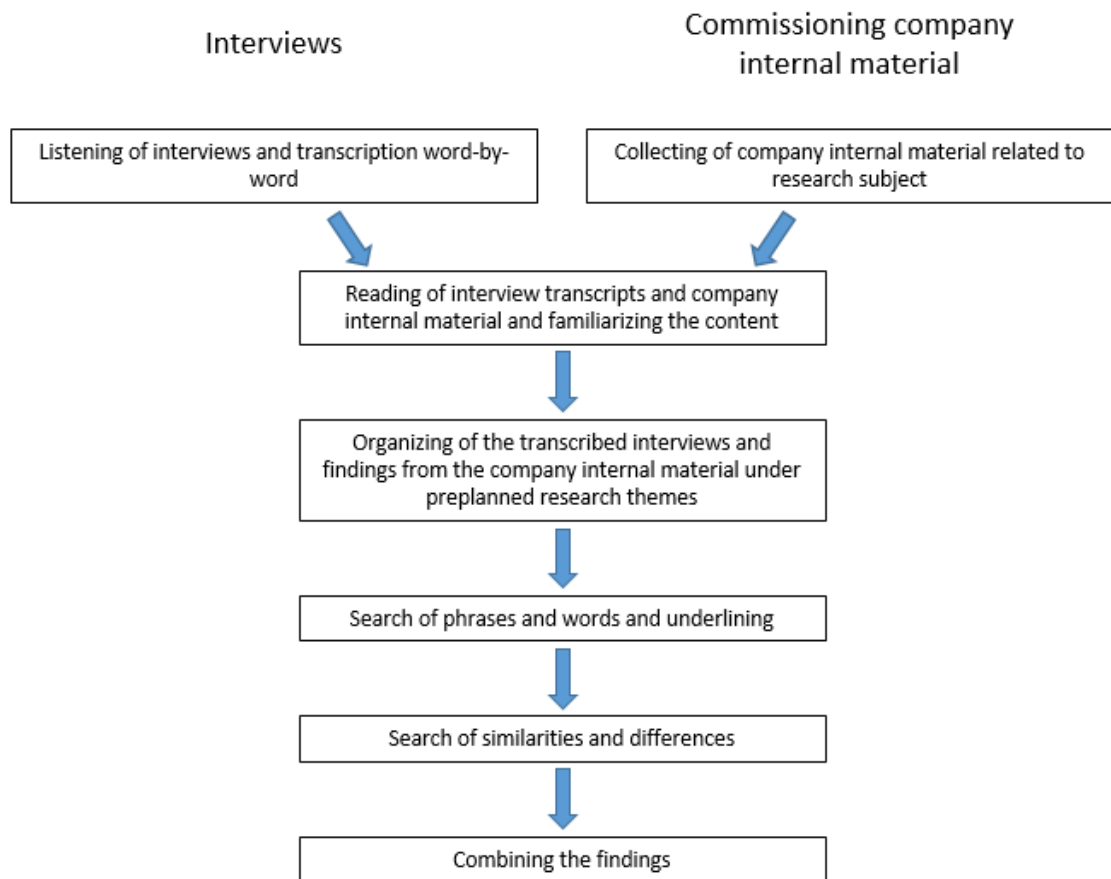 Interviews
Commissioning company
internal material
Listening of interviews and transcription word-by-
word
Collecting of company internal material related to
research subject
Reading of interview transcripts and company
internal material and familiarizing the content
Organizing of the transcribed interviews and
findings from the company internal material under
preplanned research themes
Search of phrases and words and underlining
Search of similarities and differences
Combining the findings